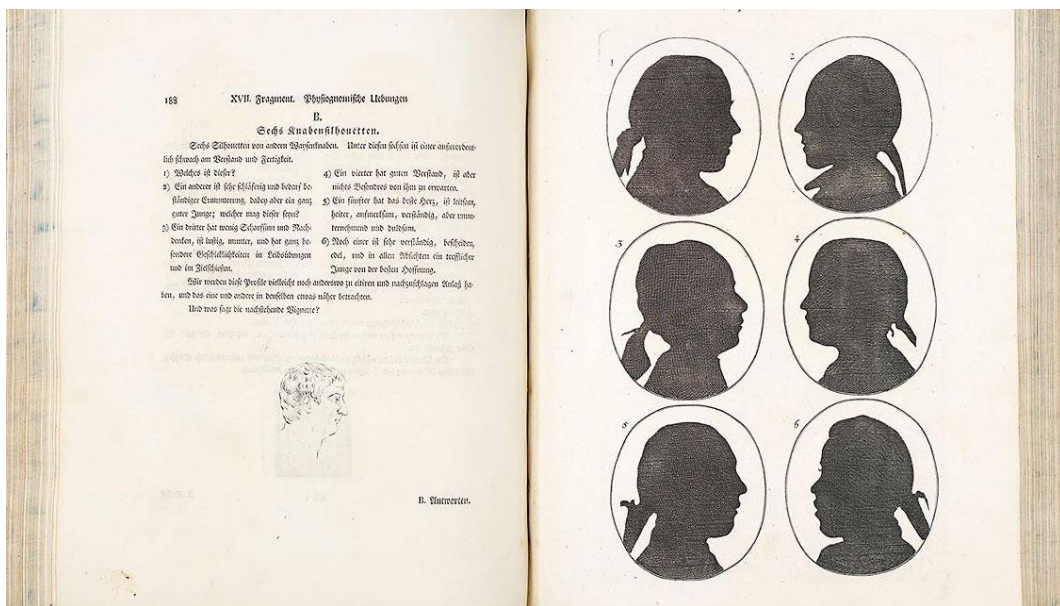 188 XVII. Fragment. Physiognomische Uebungen
B.
Sechs Knabensilhouetten.
Sechs Silhouetten von andern Waysenknaben. Unter diesen sechsen ist einer außerordent-
lich schwach am Verstand und Fertigkeit.
1) Welches ist dieser?
2) Ein anderer ist sehr schläferig und bedarf be-
ständiger Ermunterung, dabey aber ein ganz
guter Junge; welcher mag dieser seyn?
3) Ein dritter hat wenig Scharfsinn und Nach-
denken, ist lustig, munter, und hat ganz be-
sondere Geschicklichkeiten in Leibsübungen
und im Zielschießen.
4) Ein vierter hat guten Verstand, ist aber
nichts Besonders von ihm zu erwarten.
5) Ein fünfter hat das beste Herz, ist leitsam,
heiter, aufmerksam, verständig, aber unun-
ternehmend und duldsam.
6) Noch einer ist sehr verständig, bescheiden,
edel, und in allen Absichten ein trefflicher
Junge von der besten Hoffnung.
Wir werden diese Profile vielleicht noch anderswo zu citiren und nachzuschlagen Anlaß ha-
ben, und das eine und andere in denselben etwas näher betrachten.
Und was sagt die nachstehende Vignette?
B. Antworten.
1
2
3
4
5
6